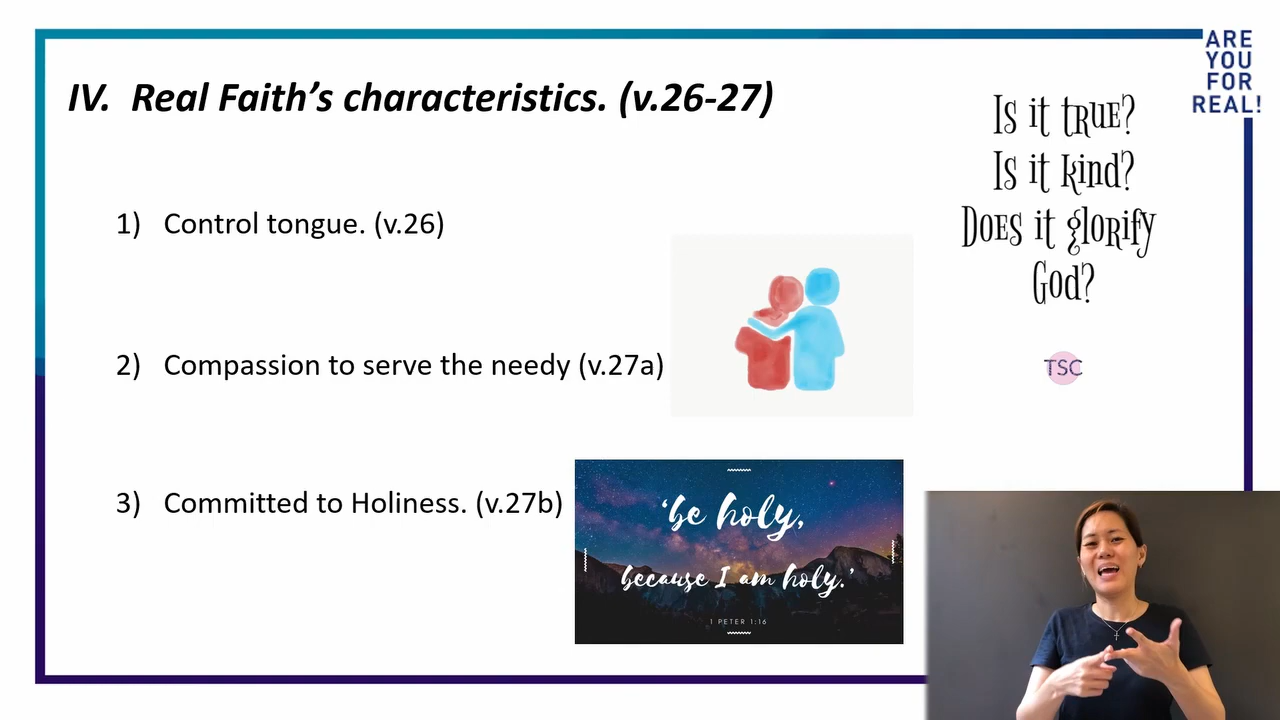 ARE
YOU
FOR
REAL!
IV. Real Faith's characteristics. (v.26-27)
Is it tRuE?
Is it kind?
DOES it gloRify
God?
TSC
1) Control tongue. (v.26)
2) Compassion to serve the needy (v.27a)
3) Committed to Holiness. (v.27b)
'be holy,
because I am holy.'
1 PETER 1:16